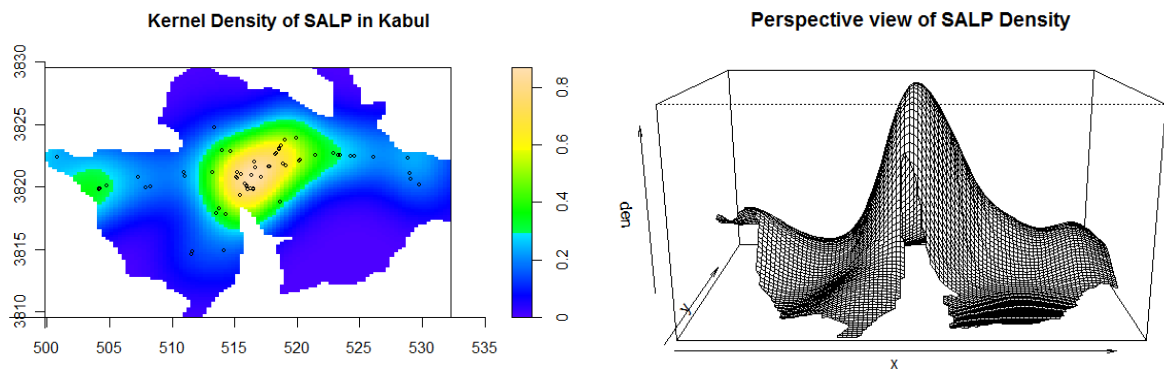 Kernel Density of SALP in Kabul
3830
3825
3820
3815
3810
500 505 510 515 520 525 530 535
0.8
0.6
0.4
0.2
0
Perspective view of SALP Density
den
y
x